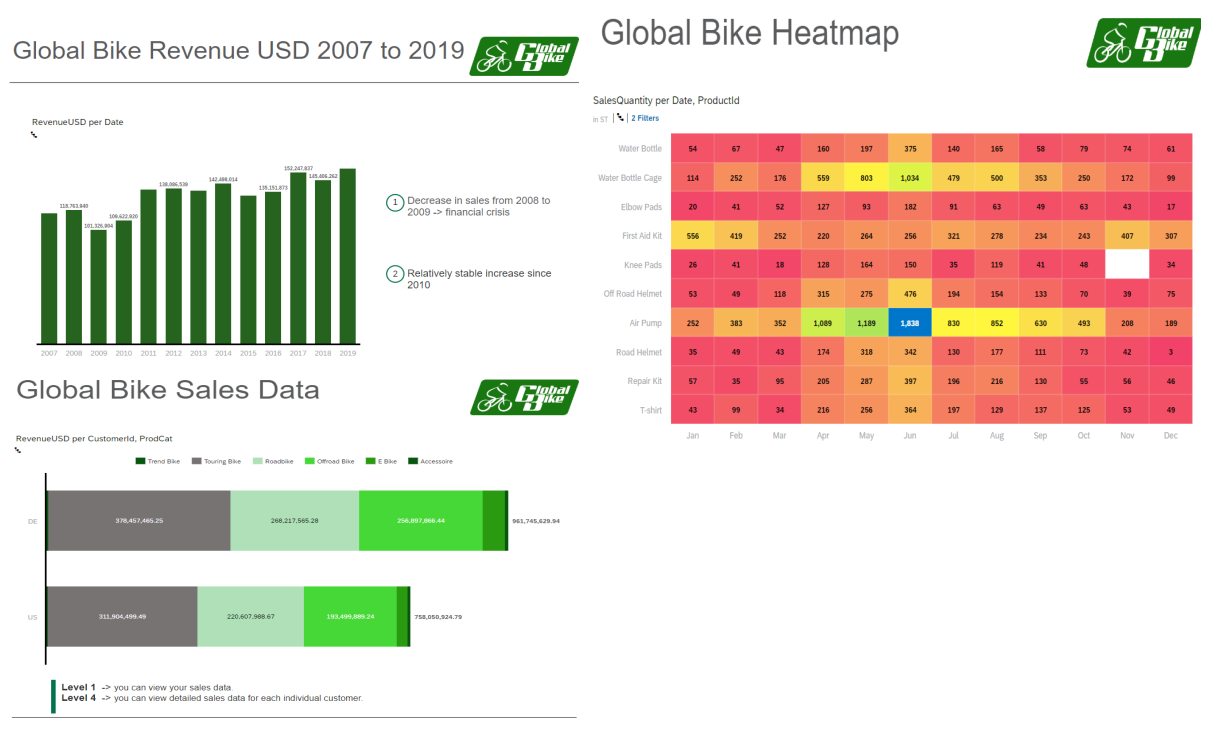 Global Bike Revenue USD 2007 to 2019
Global Bike
RevenueUSD per Date
118,763,940
101,326,904
109,622,920
138,096,539
142,498,014
135,151,873
152,247,837
145,486,262
2007 2008 2009 2010 2011 2012 2013 2014 2015 2016 2017 2018 2019
1 Decrease in sales from 2008 to
2009 -> financial crisis
2 Relatively stable increase since
2010
Global Bike Sales Data
Global Bike
RevenueUSD per CustomerId, ProdCat
Trend Bike Touring Bike Roadbike Offroad Bike E Bike Accessoire
DE 378,457,465.25 268,217,565.28 256,897,866.44 961,745,629.94
US 311,904,499.49 220,607,988.67 193,499,889.24 758,050,924.79
Level 1 -> you can view your sales data.
Level 4 -> you can view detailed sales data for each individual customer.
Global Bike Heatmap
Global Bike
SalesQuantity per Date, ProductId
in ST | 2 Filters
Water Bottle 54 67 47 160 197 375 140 165 58 79 74 61
Water Bottle Cage 114 252 176 559 803 1,034 479 500 353 250 172 99
Elbow Pads 20 41 52 127 93 182 91 63 49 63 43 17
First Aid Kit 556 419 252 220 264 256 321 278 234 243 407 307
Knee Pads 26 41 18 128 164 150 35 119 41 48 34
Off Road Helmet 53 49 118 315 275 476 194 154 133 70 39 75
Air Pump 252 383 352 1,089 1,189 1,838 830 852 630 493 208 189
Road Helmet 35 49 43 174 318 342 130 177 111 73 42 3
Repair Kit 57 35 95 205 287 397 196 216 130 55 56 46
T-shirt 43 99 34 216 256 364 197 129 137 125 53 49
Jan Feb Mar Apr May Jun Jul Aug Sep Oct Nov Dec